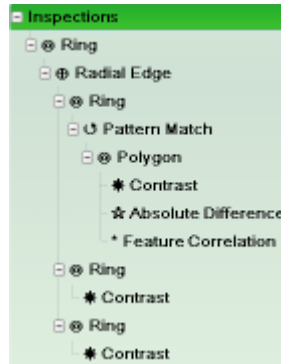 Inspections
Ring
Radial Edge
Ring
Pattern Match
Polygon
Contrast
Absolute Difference
Feature Correlation
Ring
Contrast
Ring
Contrast